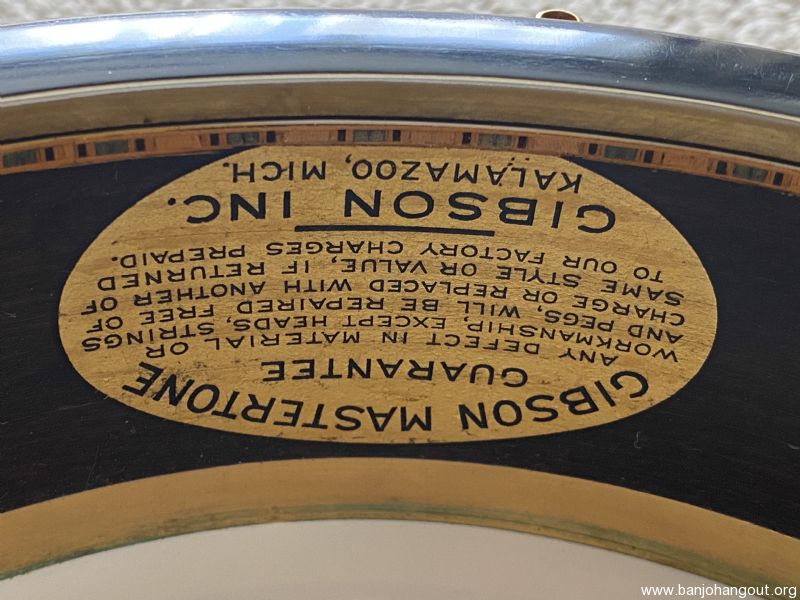 GIBSON MASTERTONE
GUARANTEE
ANY DEFECT IN MATERIAL OR
WORKMANSHIP, EXCEPT HEADS, STRINGS
AND PEGS, WILL BE REPAIRED FREE OF
CHARGE OR REPLACED WITH ANOTHER OF
SAME STYLE OR VALUE, IF RETURNED
TO OUR FACTORY CHARGES PREPAID.
GIBSON INC.
KALAMAZOO, MICH.
www.banjohangout.org